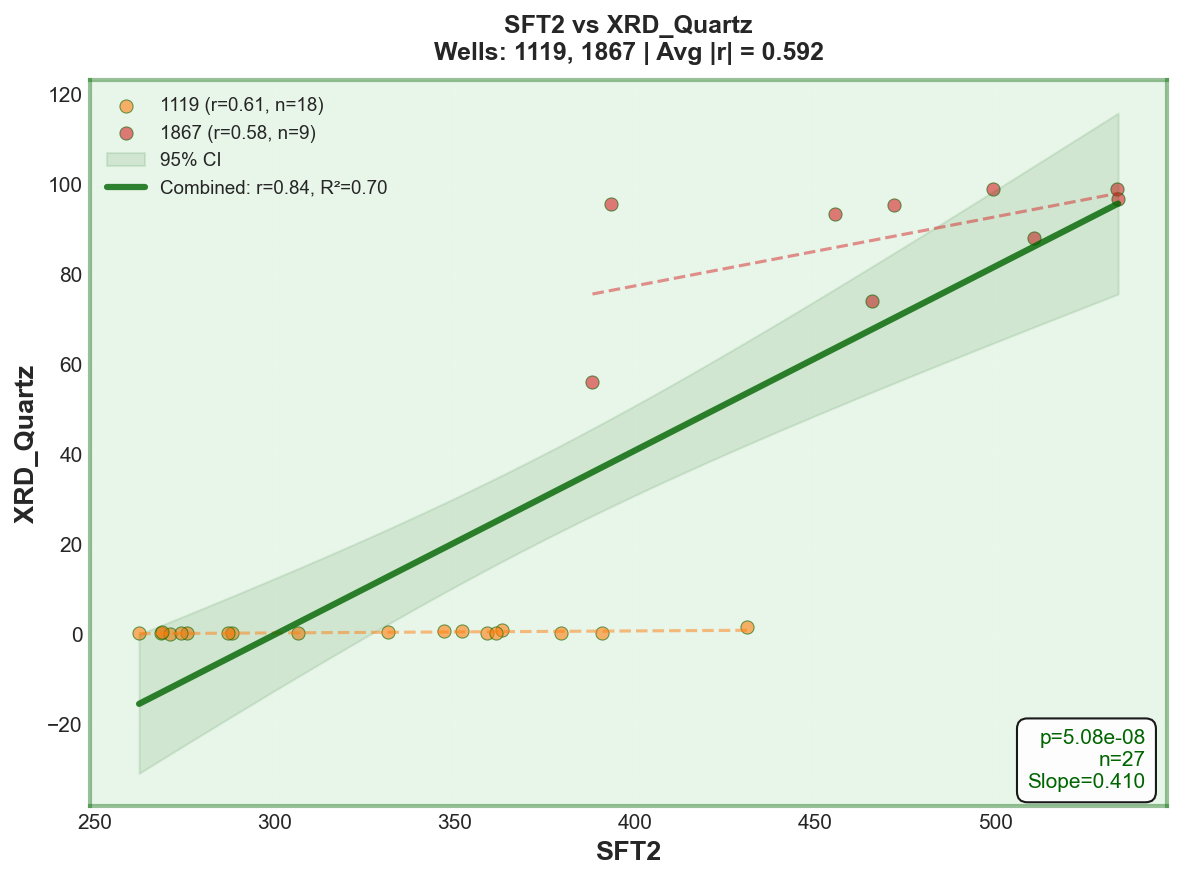 SFT2 vs XRD_Quartz
Wells: 1119, 1867 | Avg |r| = 0.592
1119 (r=0.61, n=18)
1867 (r=0.58, n=9)
95% CI
Combined: r=0.84, R²=0.70
120
100
80
60
40
20
0
−20
XRD_Quartz
p=5.08e-08
n=27
Slope=0.410
250 300 350 400 450 500
SFT2